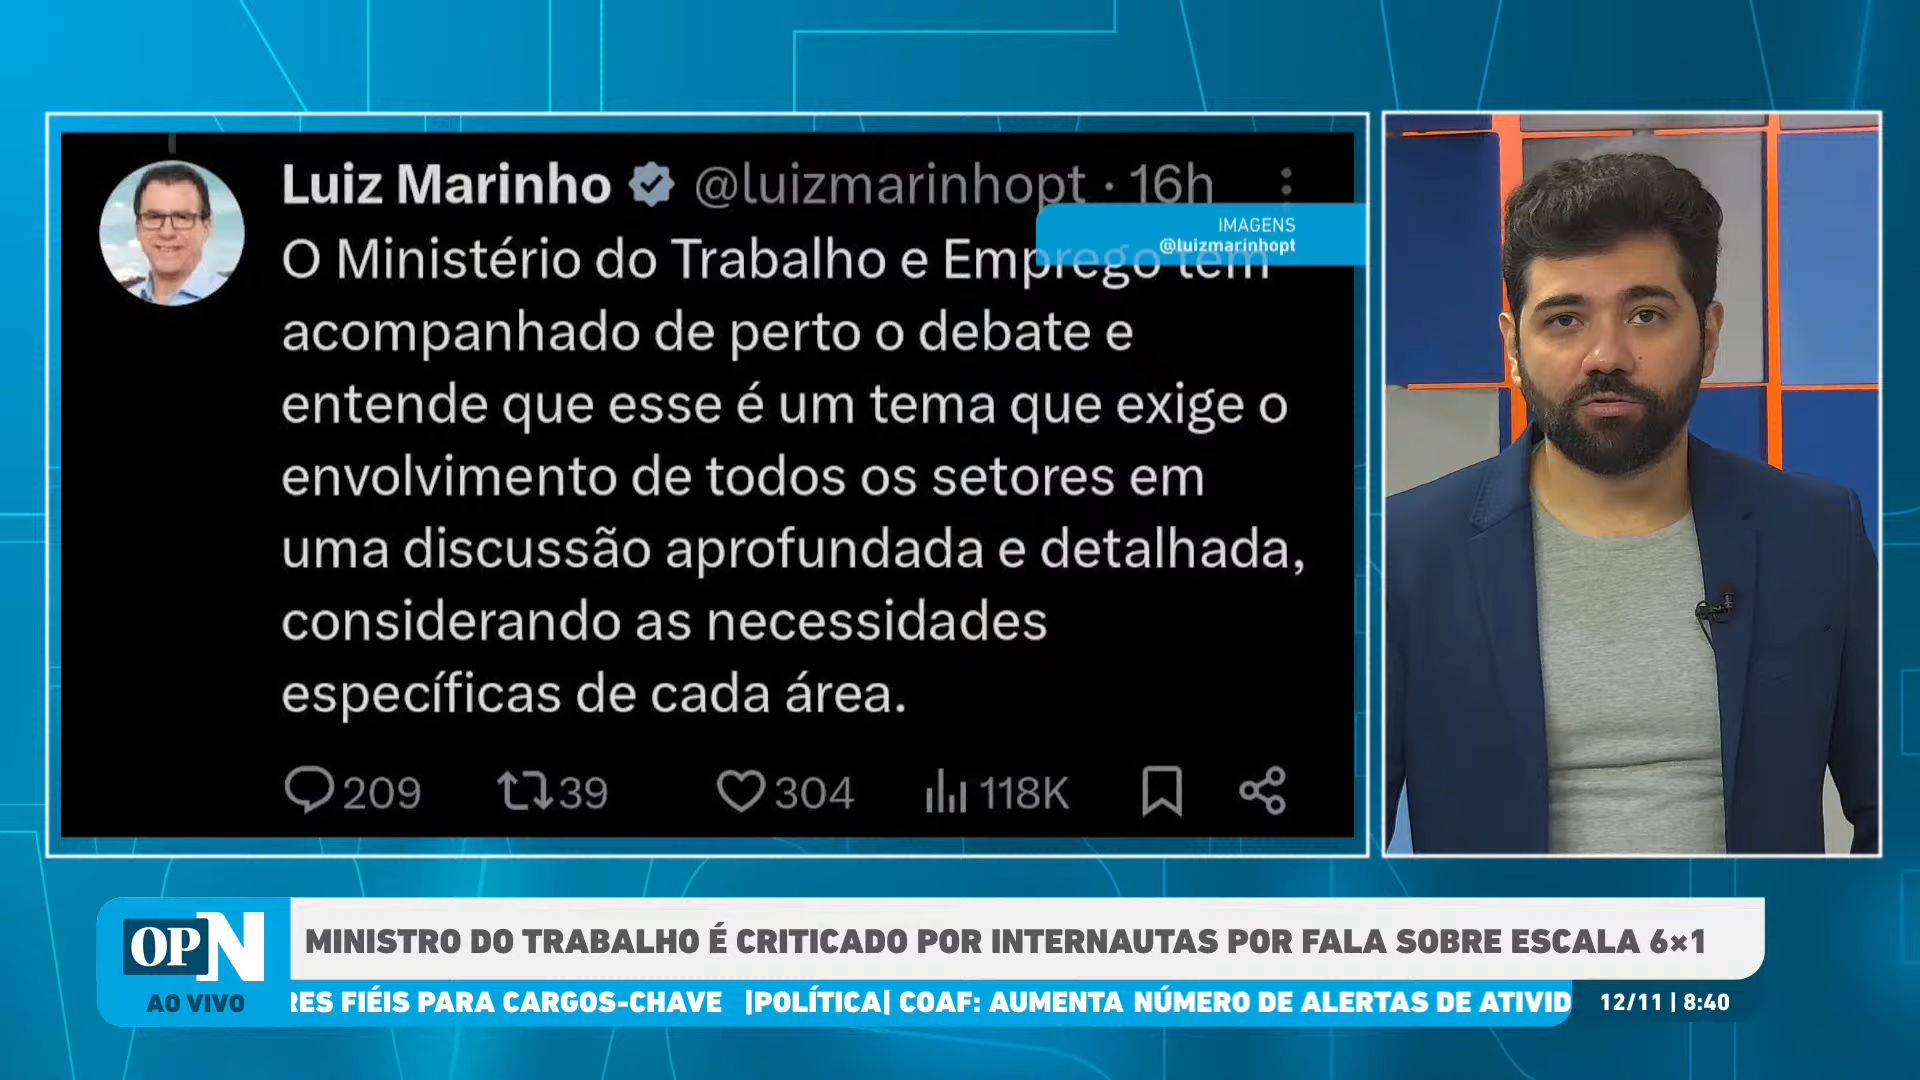 Luiz Marinho @luizmarinhopt · 16h
IMAGENS
@luizmarinhopt
O Ministério do Trabalho e Emprego tem
acompanhado de perto o debate e
entende que esse é um tema que exige o
envolvimento de todos os setores em
uma discussão aprofundada e detalhada,
considerando as necessidades
específicas de cada área.
209 39 304 118K
OPN
MINISTRO DO TRABALHO É CRITICADO POR INTERNAUTAS POR FALA SOBRE ESCALA 6×1
AO VIVO
RES FIÉIS PARA CARGOS-CHAVE |POLÍTICA| COAF: AUMENTA NÚMERO DE ALERTAS DE ATIVID
12/11 | 8:40